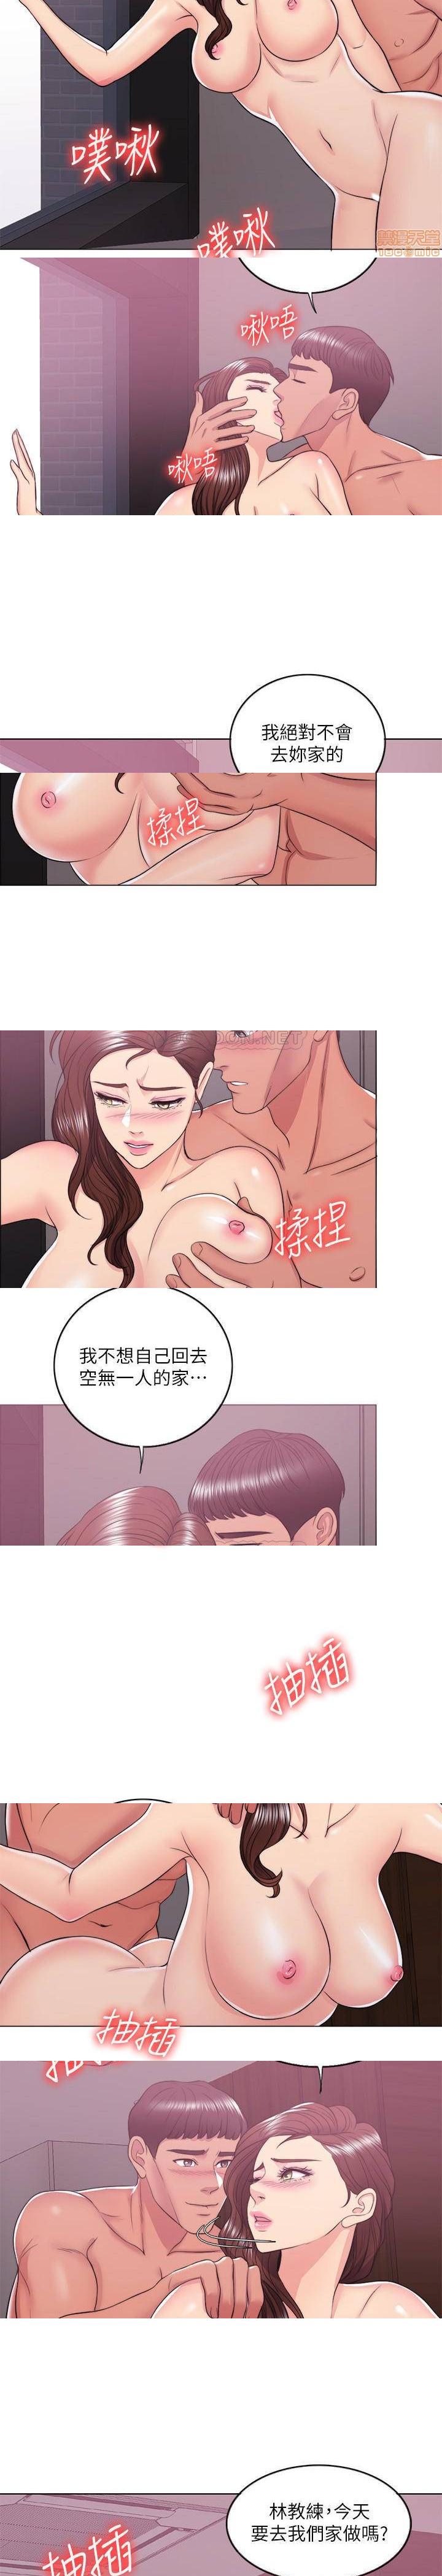 噗啾
噗啾
啾唔
啾唔
我絕對不會
去妳家的
揉捏
揉捏
我不想自己回去
空無一人的家…
抽插
抽插
抽插
林教練,今天
要去我們家做嗎?
抽插